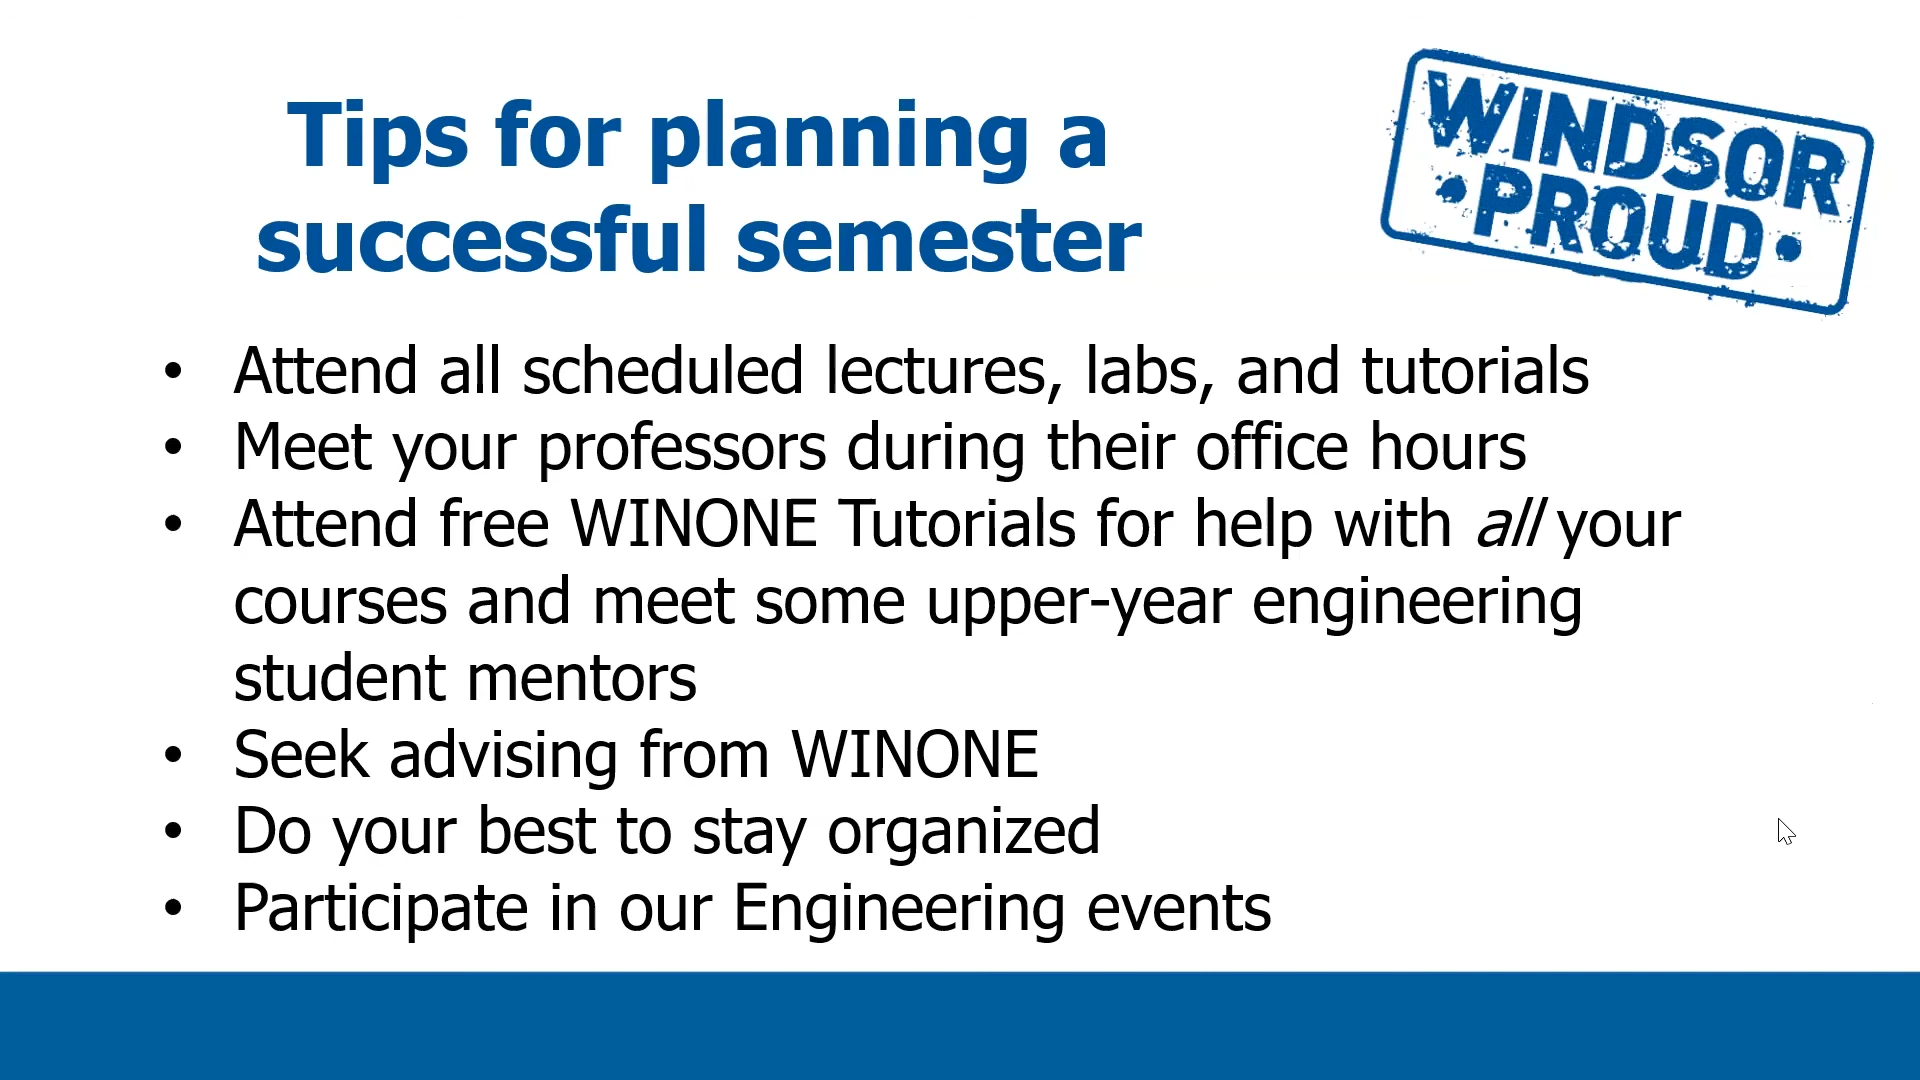 Tips for planning a
successful semester
WINDSOR
• PROUD •
• Attend all scheduled lectures, labs, and tutorials
• Meet your professors during their office hours
• Attend free WINONE Tutorials for help with all your
courses and meet some upper-year engineering
student mentors
• Seek advising from WINONE
• Do your best to stay organized
• Participate in our Engineering events